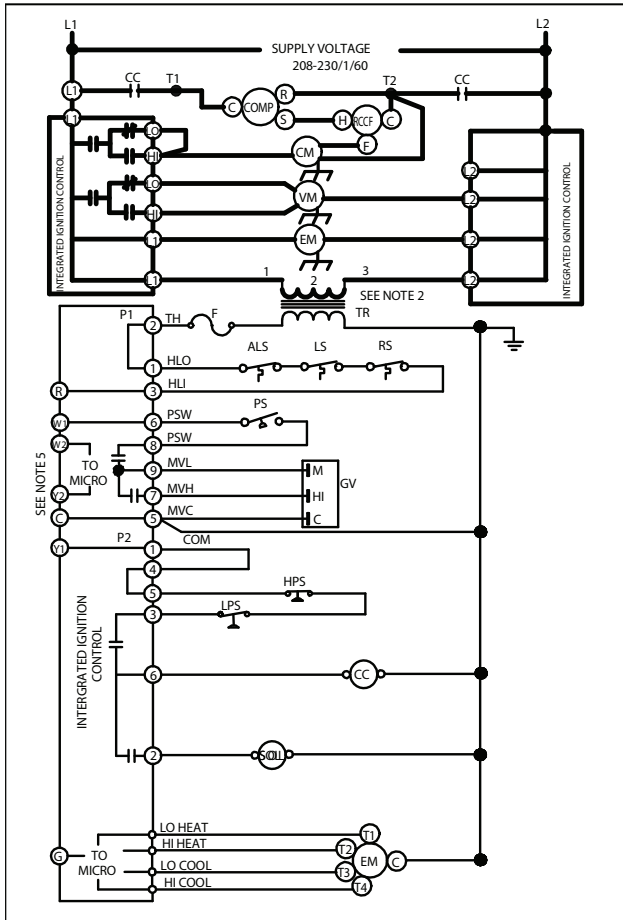 L1 L2
SUPPLY VOLTAGE
208-230/1/60
CC T1 T2 CC
L1 C COMP R S H RCCF C F
L1
INTEGRATED IGNITION CONTROL
LO
HI CM
LO
HI VM
L1 EM
L1
L2
L2
L2
L2
INTEGRATED IGNITION CONTROL
1 2 3
SEE NOTE 2
TR
P1 2 TH F
1 HLO ALS LS RS
R 3 HLI
W1 6 PSW PS
W2 8 PSW
TO
MICRO
9 MVL M
GV
Y2 7 MVH HI
C 5 MVC C
SEE NOTE 5
COM
Y1 P2 1
4
5 HPS
3 LPS
INTERGRATED IGNITION
CONTROL
6 CC
2
LO HEAT T1
HI HEAT T2
G TO
MICRO
EM C
LO COOL T3
HI COOL T4